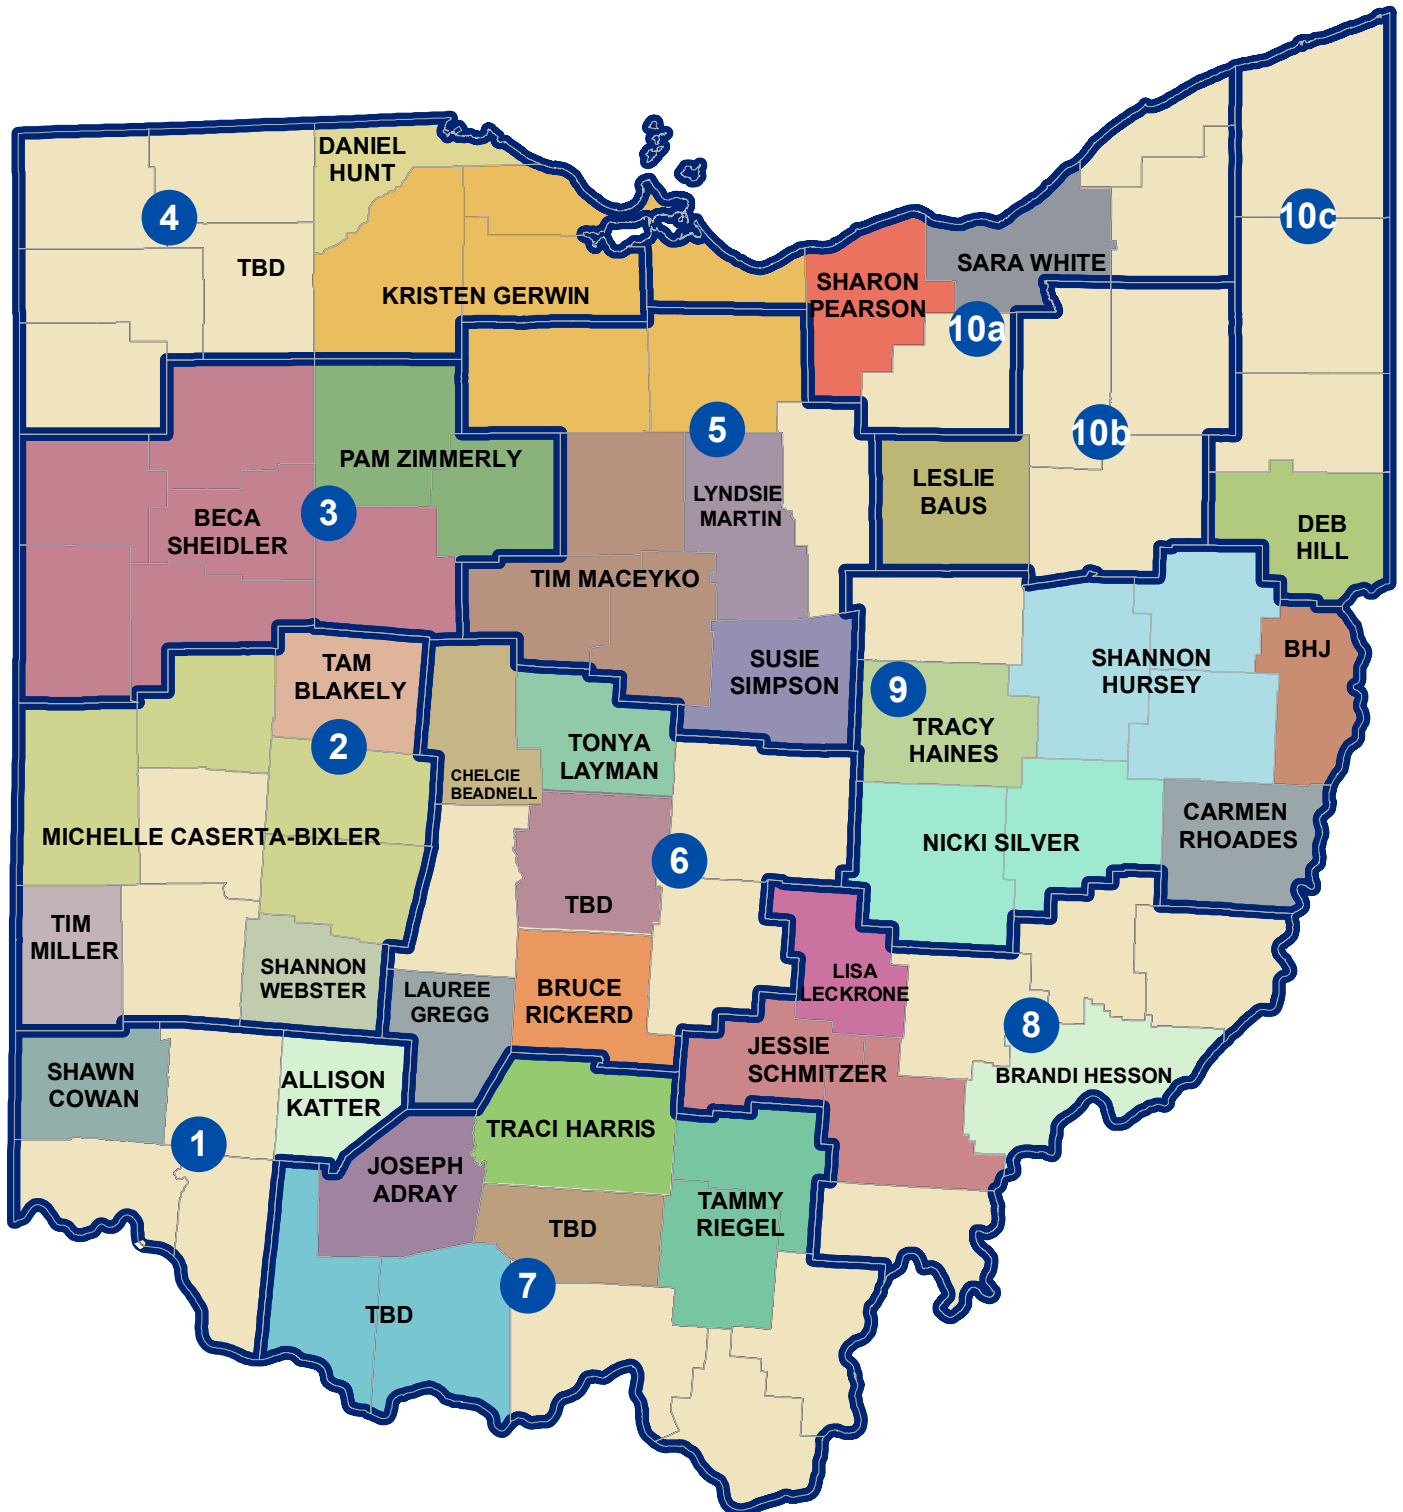 DANIEL
HUNT
4
10c
TBD
SARA WHITE
KRISTEN GERWIN
SHARON
PEARSON
10a
5
10b
PAM ZIMMERLY
LESLIE
BAUS
LYNDSIE
MARTIN
3
BECA
SHEIDLER
DEB
HILL
TIM MACEYKO
TAM
BLAKELY
SUSIE
SIMPSON
9
SHANNON
HURSEY
BHJ
2
TONYA
LAYMAN
TRACY
HAINES
CHELCIE
BEADNELL
MICHELLE CASERTA-BIXLER
6
NICKI SILVER
CARMEN
RHOADES
TBD
TIM
MILLER
SHANNON
WEBSTER
LAUREE
GREGG
BRUCE
RICKERD
LISA
LECKRONE
8
SHAWN
COWAN
ALLISON
KATTER
JESSIE
SCHMITZER
BRANDI HESSON
1
TRACI HARRIS
JOSEPH
ADRAY
TBD
TAMMY
RIEGEL
7
TBD